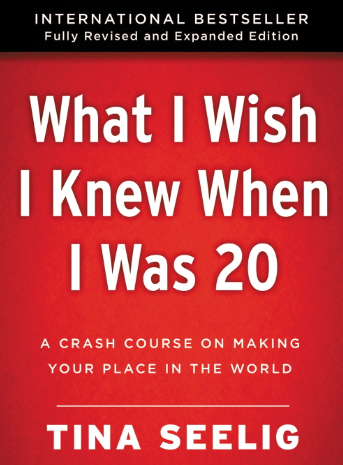 INTERNATIONAL BESTSELLER
Fully Revised and Expanded Edition
What I Wish
I Knew When
I Was 20
A CRASH COURSE ON MAKING
YOUR PLACE IN THE WORLD
TINA SEELIG